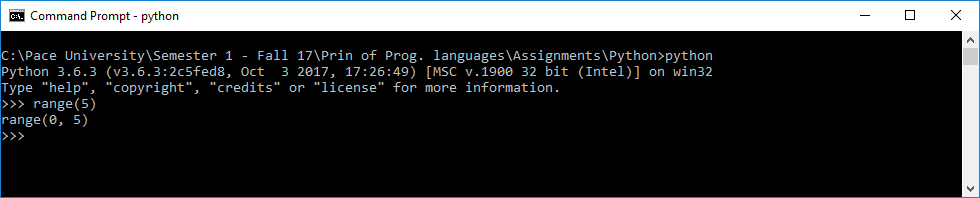 Command Prompt - python
C:\Pace University\Semester 1 - Fall 17\Prin of Prog. languages\Assignments\Python>python
Python 3.6.3 (v3.6.3:2c5fed8, Oct  3 2017, 17:26:49) [MSC v.1900 32 bit (Intel)] on win32
Type "help", "copyright", "credits" or "license" for more information.
>>> range(5)
range(0, 5)
>>>